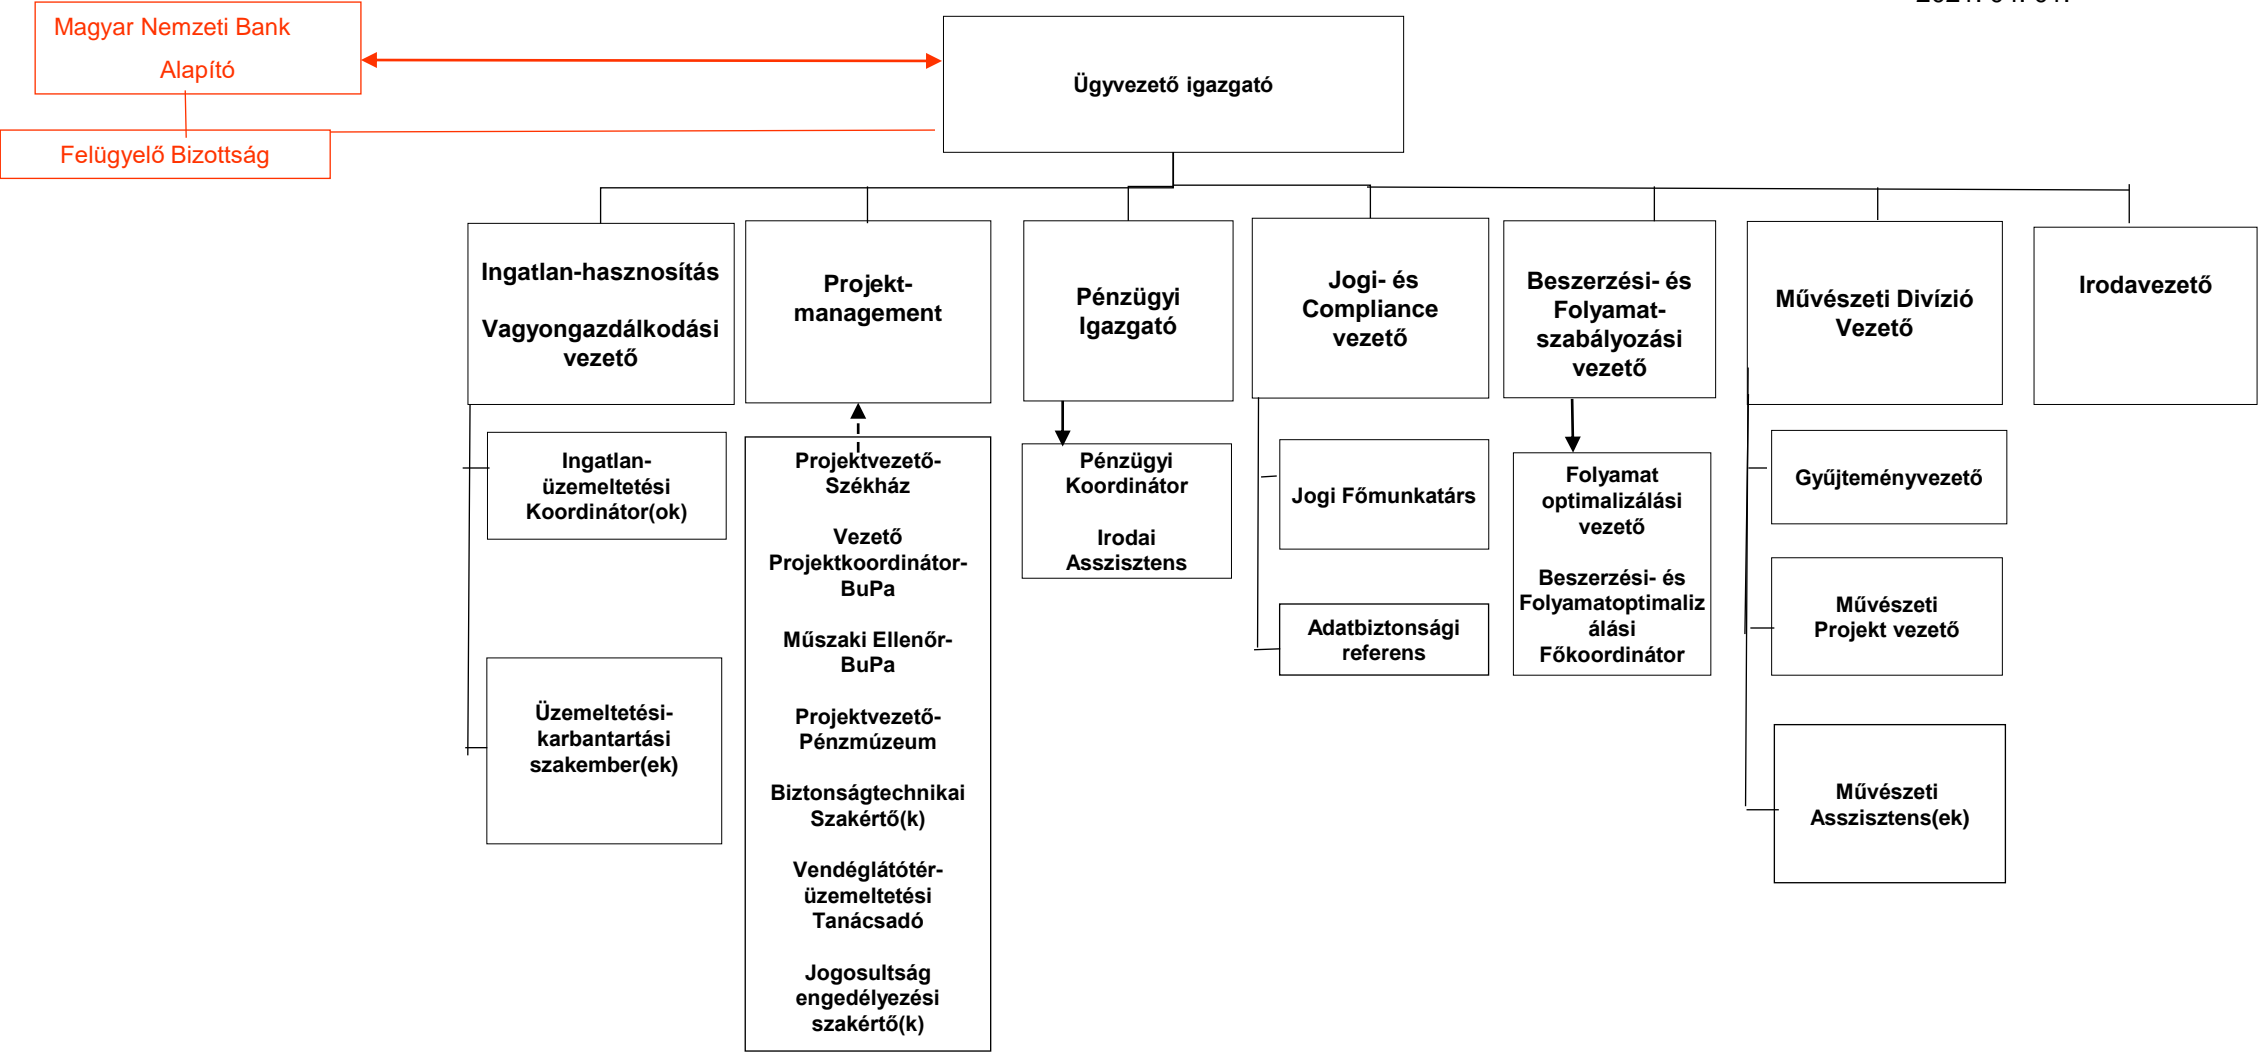 Magyar Nemzeti Bank
Alapító
Felügyelő Bizottság
Ügyvezető igazgató
Ingatlan-hasznosítás
Vagyongazdálkodási
vezető
Projekt-
management
Pénzügyi
Igazgató
Jogi- és
Compliance
vezető
Beszerzési- és
Folyamat-
szabályozási
vezető
Művészeti Divízió
Vezető
Irodavezető
Ingatlan-
üzemeltetési
Koordinátor(ok)
Üzemeltetési-
karbantartási
szakember(ek)
Projektvezető-
Székház
Vezető
Projektkoordinátor-
BuPa
Műszaki Ellenőr-
BuPa
Projektvezető-
Pénzmúzeum
Biztonságtechnikai
Szakértő(k)
Vendéglátótér-
üzemeltetési
Tanácsadó
Jogosultság
engedélyezési
szakértő(k)
Pénzügyi
Koordinátor
Irodai
Asszisztens
Jogi Főmunkatárs
Adatbiztonsági
referens
Folyamat
optimalizálási
vezető
Beszerzési- és
Folyamatoptimaliz
álási
Főkoordinátor
Gyűjteményvezető
Művészeti
Projekt vezető
Művészeti
Asszisztens(ek)